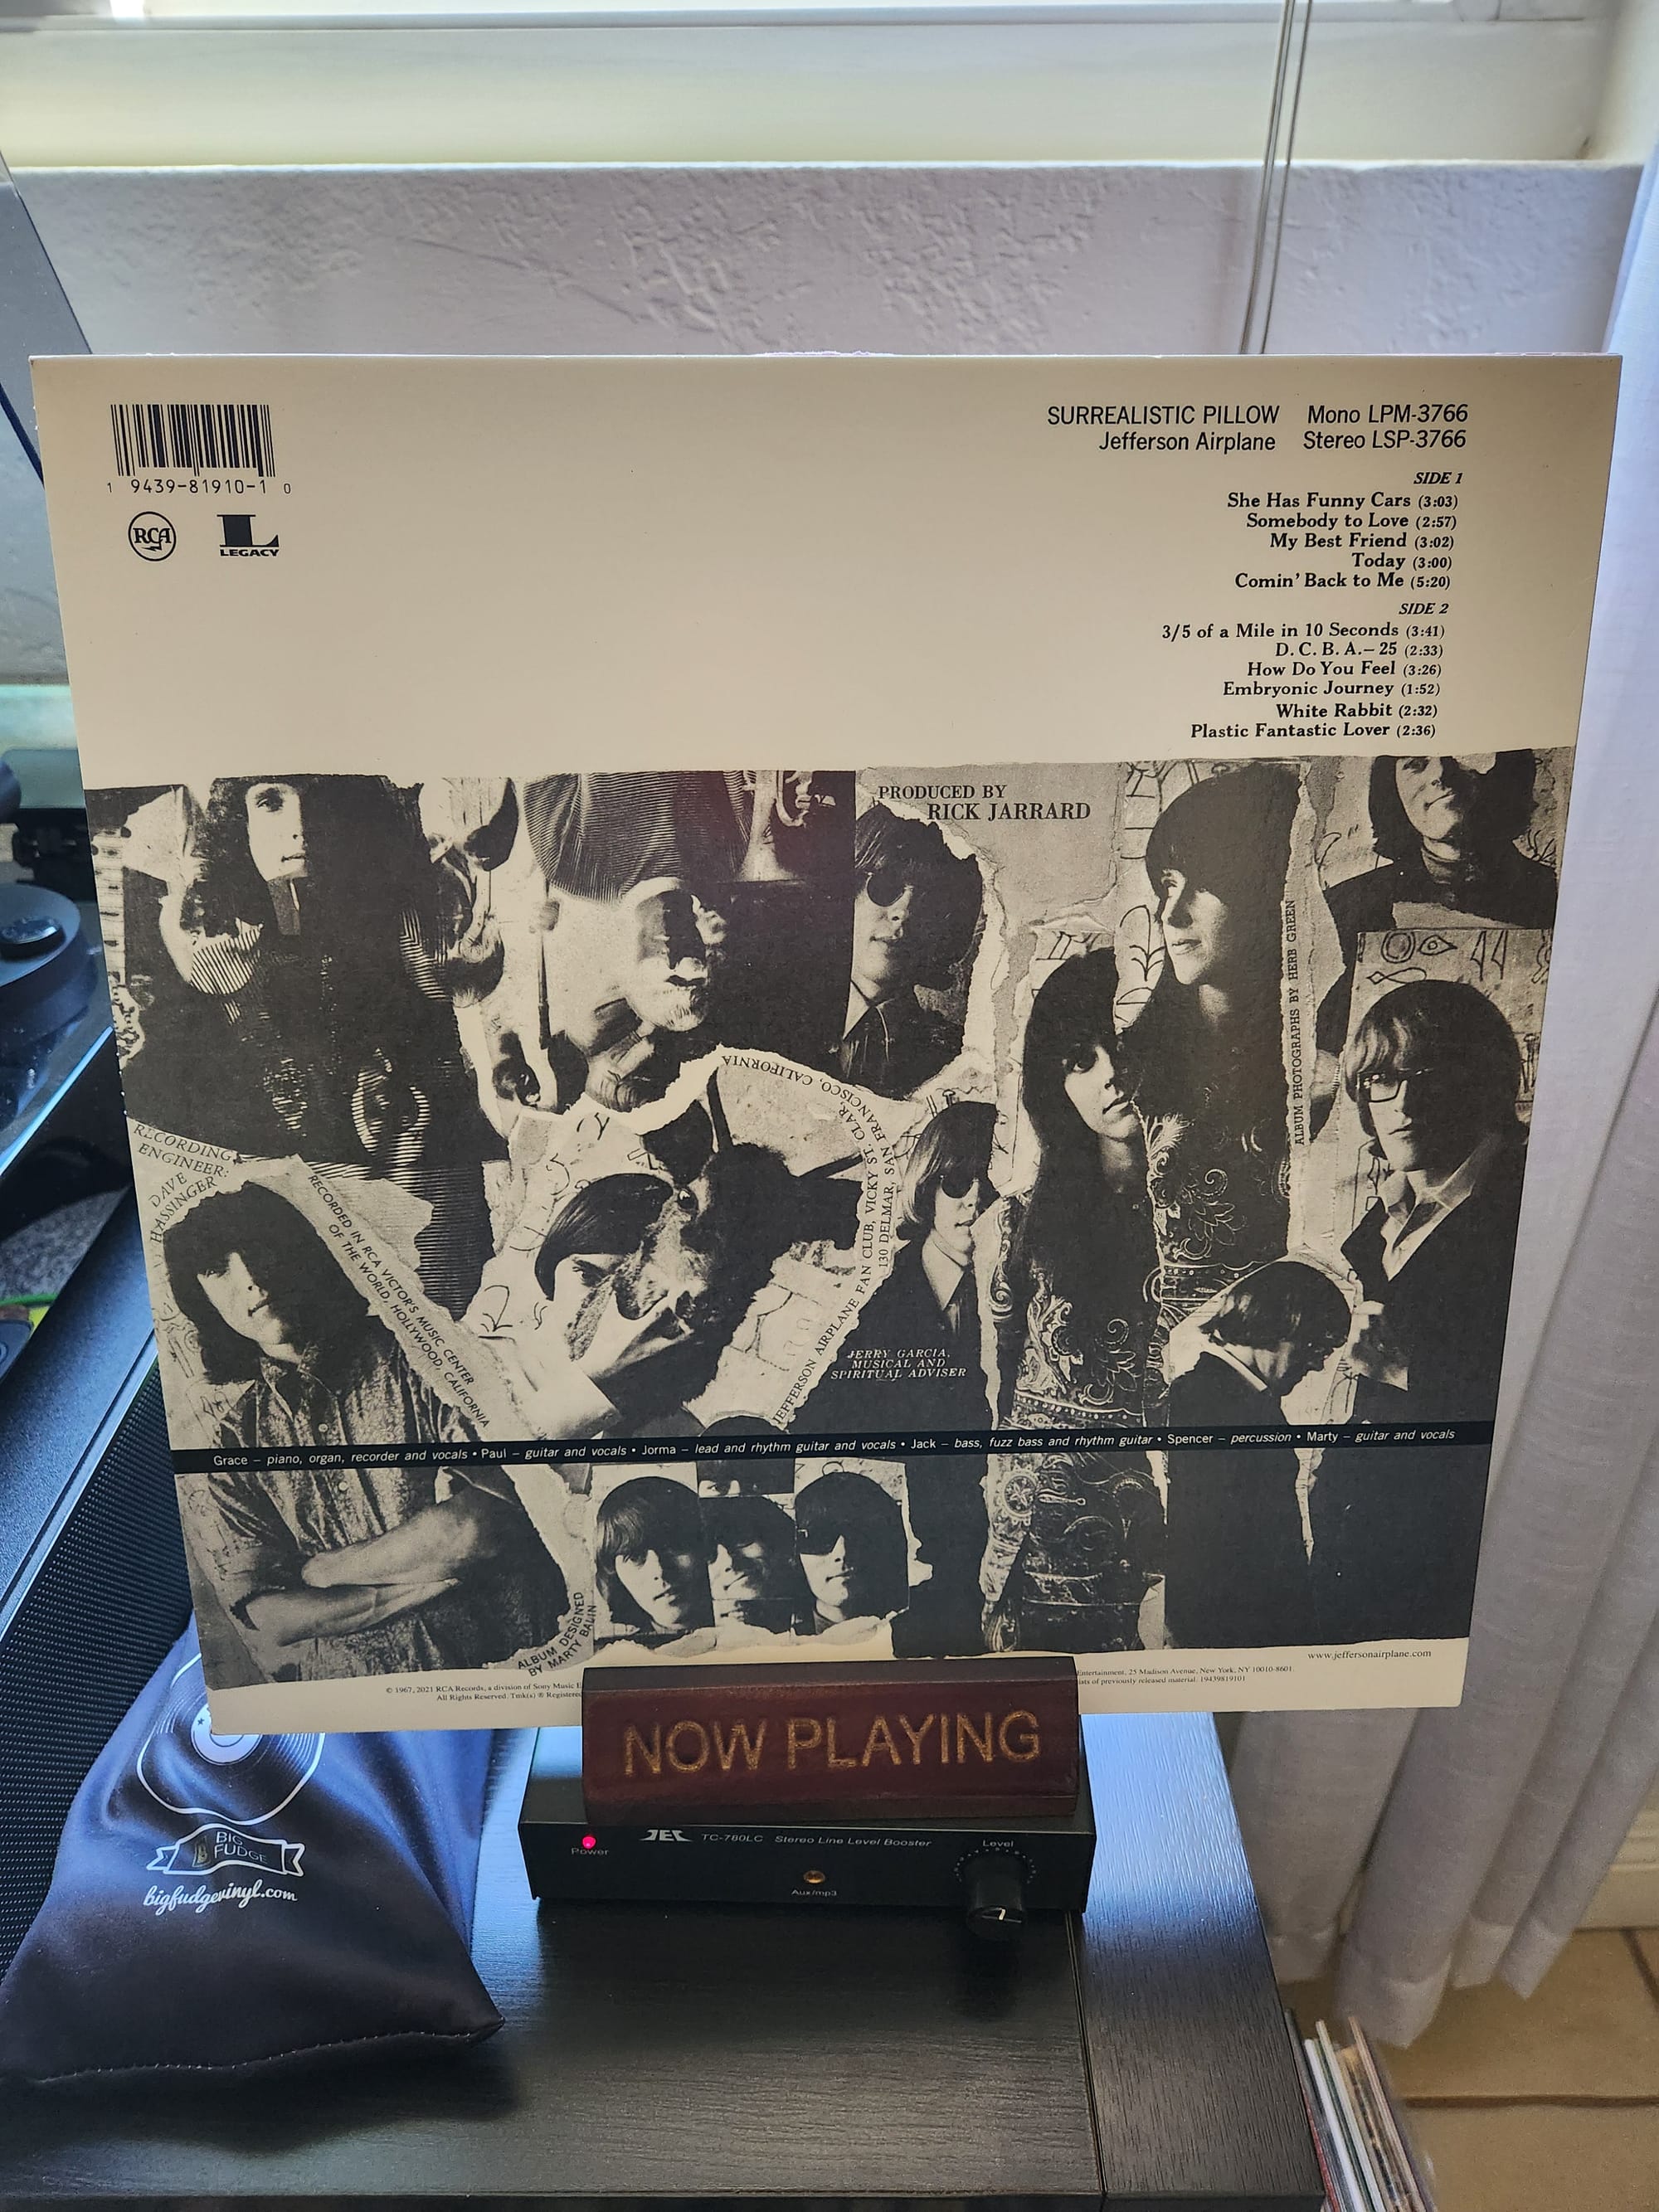 SURREALISTIC PILLOW Mono LPM-3766
Jefferson Airplane Stereo LSP-3766
1 9439-81910-1 0
RCA
L
LEGACY
SIDE 1
She Has Funny Cars (3:03)
Somebody to Love (2:57)
My Best Friend (3:02)
Today (3:00)
Comin' Back to Me (5:20)
SIDE 2
3/5 of a Mile in 10 Seconds (3:41)
D. C. B. A.– 25 (2:33)
How Do You Feel (3:26)
Embryonic Journey (1:52)
White Rabbit (2:32)
Plastic Fantastic Lover (2:36)
PRODUCED BY
RICK JARRARD
ALBUM PHOTOGRAPHS BY HERB GREEN
RECORDING
ENGINEER:
DAVE
HASSINGER
RECORDED IN RCA VICTOR'S MUSIC CENTER
OF THE WORLD, HOLLYWOOD, CALIFORNIA
JEFFERSON AIRPLANE FAN CLUB, VICKY ST. CLAIR
130 DELMAR, SAN FRANCISCO, CALIFORNIA
JERRY GARCIA,
MUSICAL AND
SPIRITUAL ADVISER
Grace – piano, organ, recorder and vocals • Paul – guitar and vocals • Jorma – lead and rhythm guitar and vocals • Jack – bass, fuzz bass and rhythm guitar • Spencer – percussion • Marty – guitar and vocals
ALBUM DESIGNED
BY MARTY BALIN
www.jeffersonairplane.com
© 1967, 2021 RCA Records, a division of Sony Music E Entertainment, 25 Madison Avenue, New York, NY 10010-8601.
All Rights Reserved. Tmk(s) ® Registered of previously released material. 19439819101
NOW PLAYING
TEC TC-780LC Stereo Line Level Booster
Level
Power
Aux/mp3
BIG
FUDGE
bigfudgevinyl.com